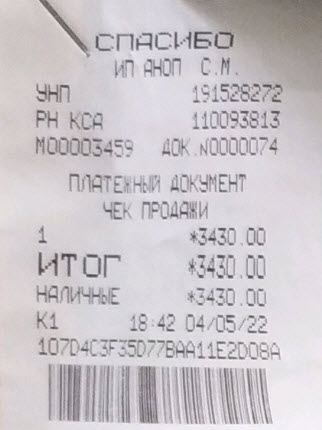 СПАСИБО
ИП АНОП С.М.
УНП 191528272
РН КСА 110093813
М00003459 ДОК.N0000074
ПЛАТЕЖНЫЙ ДОКУМЕНТ
ЧЕК ПРОДАЖИ
1 *3430.00
ИТОГ *3430.00
НАЛИЧНЫЕ *3430.00
К1 18:42 04/05/22
107D4C3F35D77BAA11E2D08A